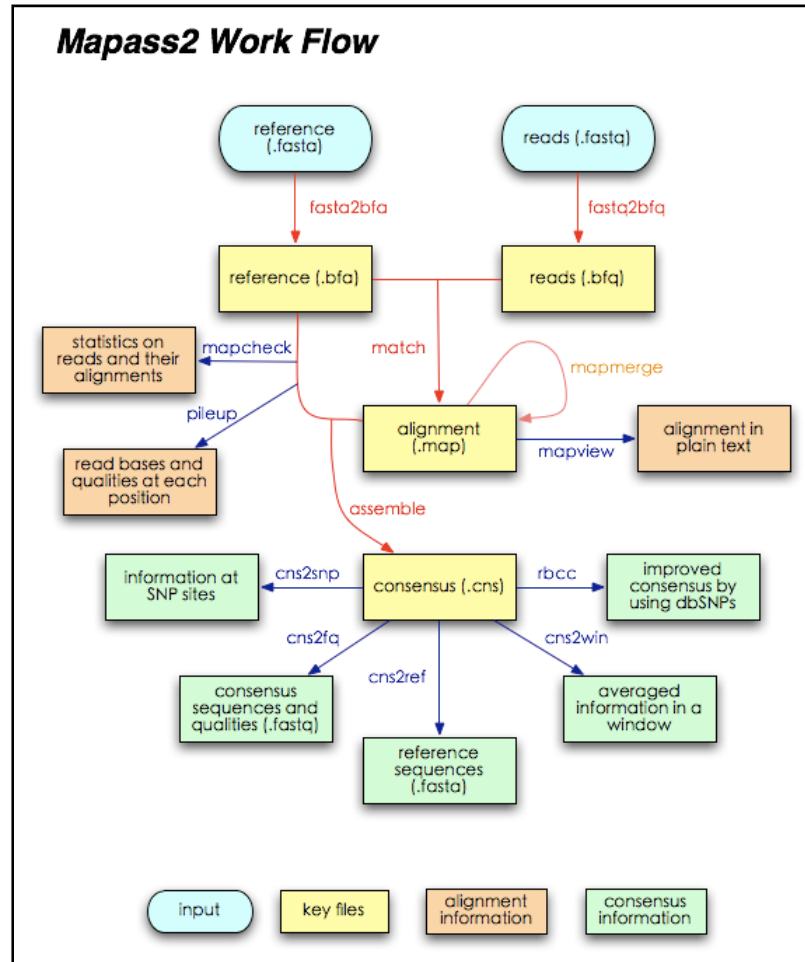 Mapass2 Work Flow
reference
(.fasta)
reads (.fastq)
fasta2bfa
fastq2bfq
reference (.bfa)
reads (.bfq)
statistics on
reads and their
alignments
mapcheck
match
mapmerge
pileup
alignment
(.map)
mapview
alignment in
plain text
read bases and
qualities at each
position
assemble
information at
SNP sites
cns2snp
consensus (.cns)
rbcc
improved
consensus by
using dbSNPs
cns2fq
cns2ref
cns2win
consensus
sequences and
qualities (.fastq)
averaged
information in a
window
reference
sequences
(.fasta)
input
key files
alignment
information
consensus
information